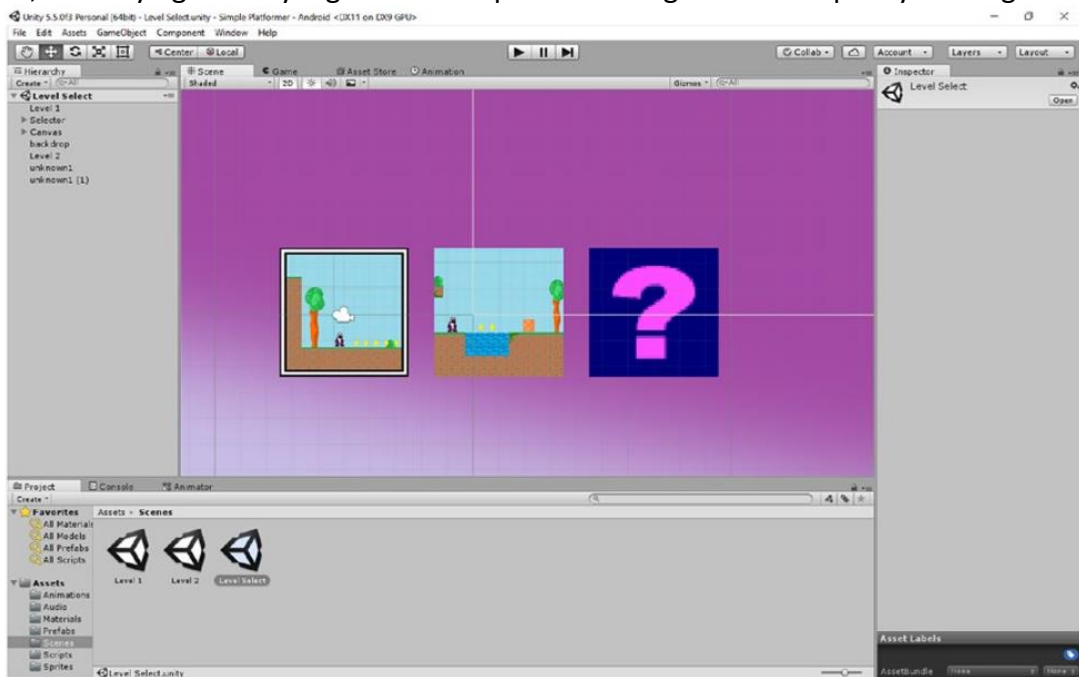 Unity 5.5.0f3 Personal (64bit) - Level Select.unity - Simple Platformer - Android <DX11 on DX9 GPU>
File Edit Assets GameObject Component Window Help
Center Local Collab Account Layers Layout
Hierarchy
Create All
Level Select
Level 1
Selector
Canvas
backdrop
Level 2
unknown1
unknown1 (1)
Scene Game Asset Store Animation
Shaded 2D Gizmos All
?
Inspector
Level Select
Open
Project Console Animator
Create
Favorites
All Materials
All Models
All Prefabs
All Scripts
Assets
Animations
Audio
Materials
Prefabs
Scenes
Scripts
Sprites
Assets Scenes
Level 1 Level 2 Level Select
Level Select.unity
Asset Labels
AssetBundle None None